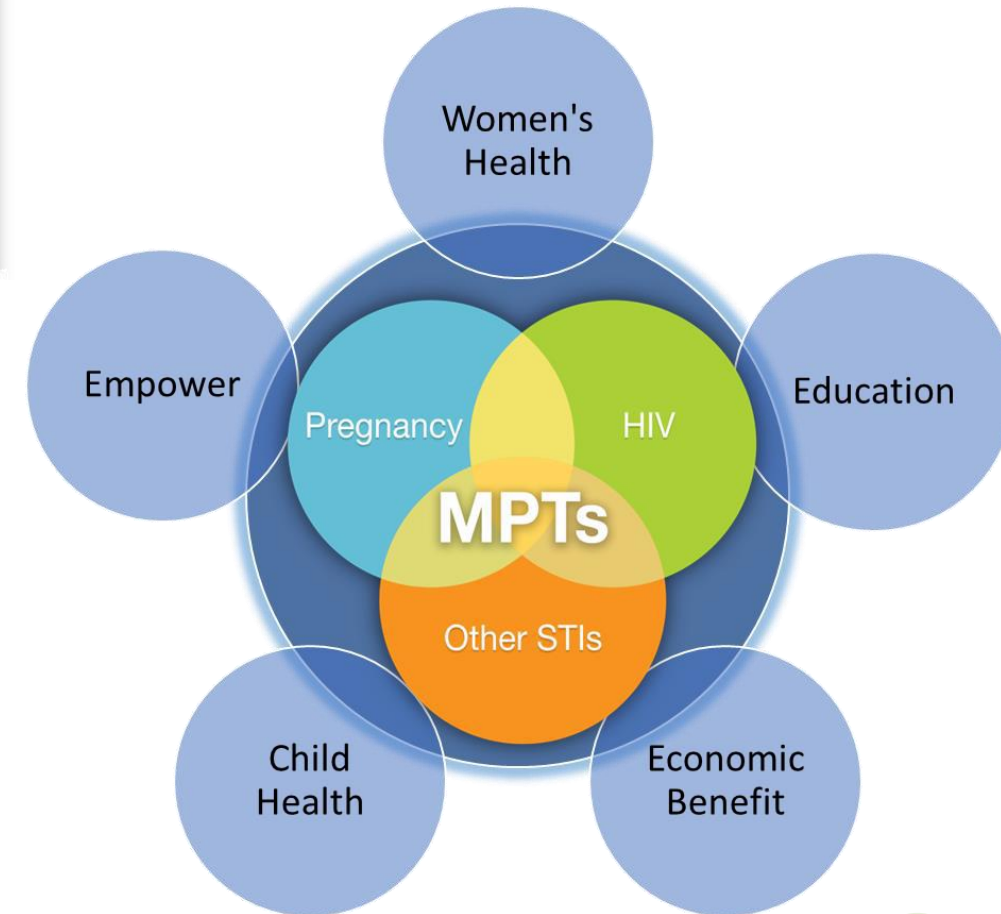 Women's
Health
Empower
Education
Pregnancy
HIV
MPTs
Other STIs
Child
Health
Economic
Benefit